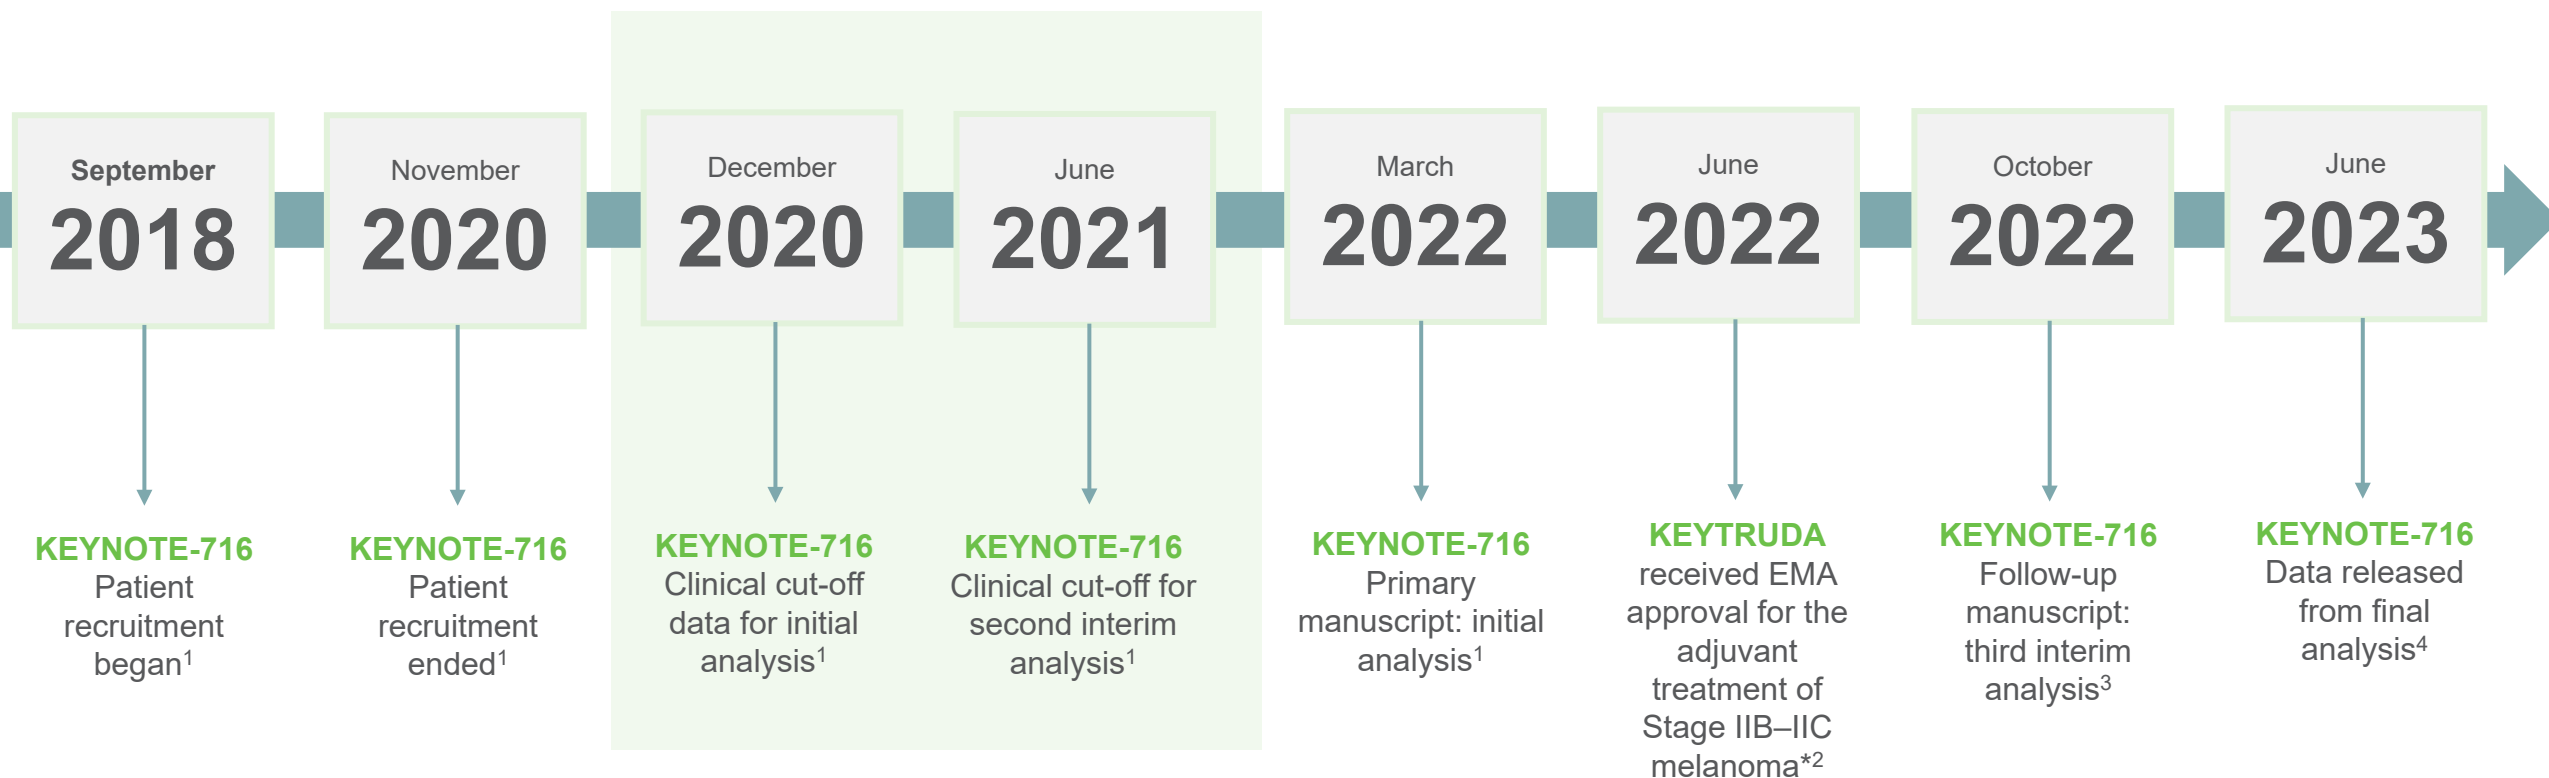 September
2018
KEYNOTE-716
Patient
recruitment
began¹
November
2020
KEYNOTE-716
Patient
recruitment
ended¹
December
2020
KEYNOTE-716
Clinical cut-off
data for initial
analysis¹
June
2021
KEYNOTE-716
Clinical cut-off for
second interim
analysis¹
March
2022
KEYNOTE-716
Primary
manuscript: initial
analysis¹
June
2022
KEYTRUDA
received EMA
approval for the
adjuvant
treatment of
Stage IIB–IIC
melanoma*²
October
2022
KEYNOTE-716
Follow-up
manuscript:
third interim
analysis³
June
2023
KEYNOTE-716
Data released
from final
analysis⁴